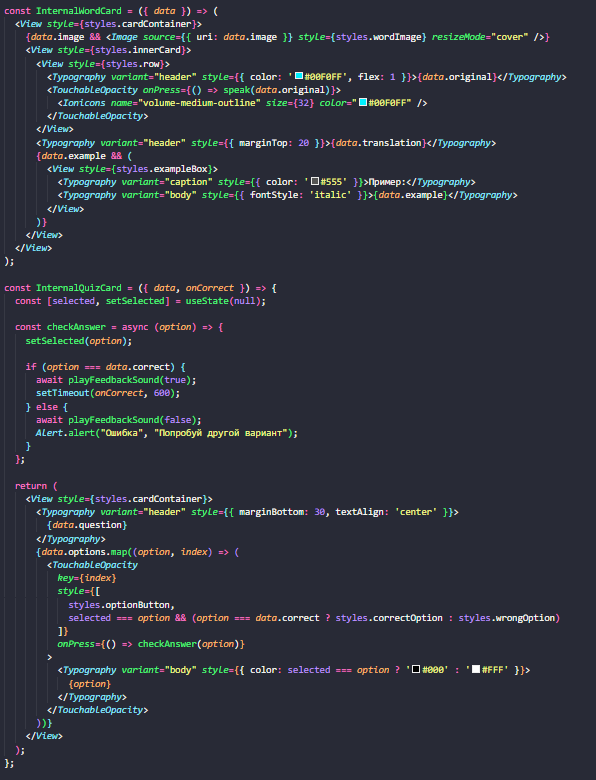 const InternalWordCard = ({ data }) => (
  <View style={styles.cardContainer}>
    {data.image && <Image source={{ uri: data.image }} style={styles.wordImage} resizeMode="cover" />}
    <View style={styles.innerCard}>
      <View style={styles.row}>
        <Typography variant="header" style={{ color: '#00F0FF', flex: 1 }}>{data.original}</Typography>
        <TouchableOpacity onPress={() => speak(data.original)}>
          <Ionicons name="volume-medium-outline" size={32} color="#00F0FF" />
        </TouchableOpacity>
      </View>
      <Typography variant="header" style={{ marginTop: 20 }}>{data.translation}</Typography>
      {data.example && (
        <View style={styles.exampleBox}>
          <Typography variant="caption" style={{ color: '#555' }}>Пример:</Typography>
          <Typography variant="body" style={{ fontStyle: 'italic' }}>{data.example}</Typography>
        </View>
      )}
    </View>
  </View>
);

const InternalQuizCard = ({ data, onCorrect }) => {
  const [selected, setSelected] = useState(null);

  const checkAnswer = async (option) => {
    setSelected(option);

    if (option === data.correct) {
      await playFeedbackSound(true);
      setTimeout(onCorrect, 600);
    } else {
      await playFeedbackSound(false);
      Alert.alert("Ошибка", "Попробуй другой вариант");
    }
  };

  return (
    <View style={styles.cardContainer}>
      <Typography variant="header" style={{ marginBottom: 30, textAlign: 'center' }}>
        {data.question}
      </Typography>
      {data.options.map((option, index) => (
        <TouchableOpacity
          key={index}
          style={[
            styles.optionButton,
            selected === option && (option === data.correct ? styles.correctOption : styles.wrongOption)
          ]}
          onPress={() => checkAnswer(option)}
        >
          <Typography variant="body" style={{ color: selected === option ? '#000' : '#FFF' }}>
            {option}
          </Typography>
        </TouchableOpacity>
      ))}
    </View>
  );
};